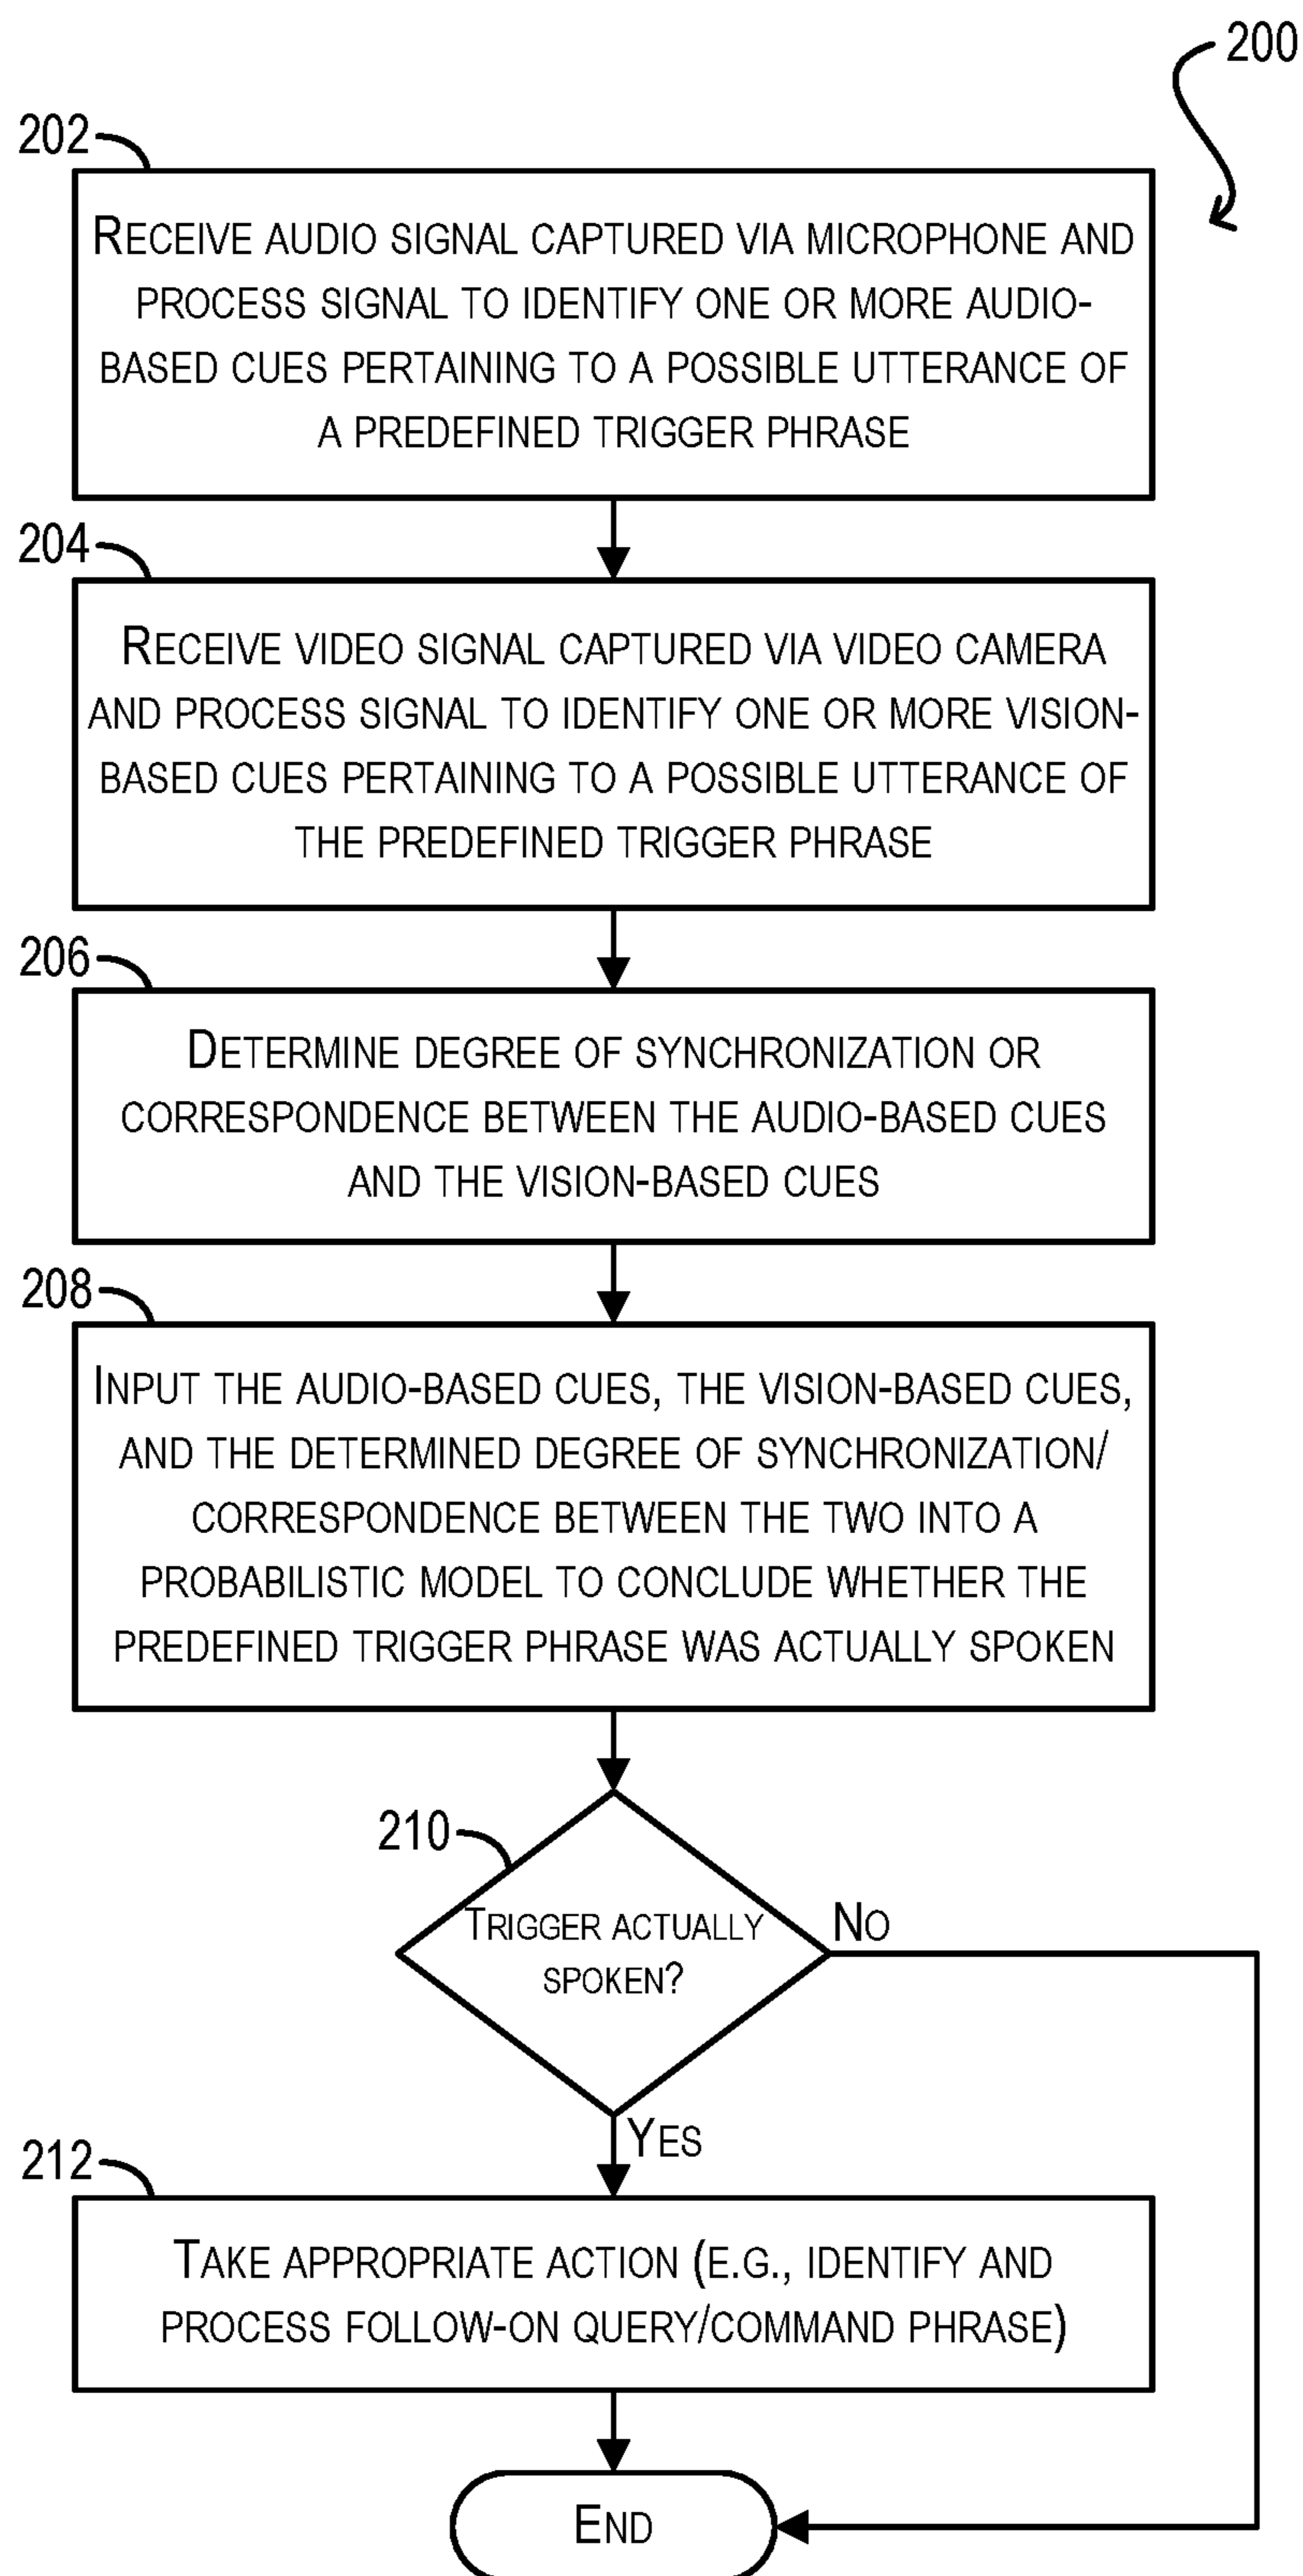 200
202
RECEIVE AUDIO SIGNAL CAPTURED VIA MICROPHONE AND
PROCESS SIGNAL TO IDENTIFY ONE OR MORE AUDIO-
BASED CUES PERTAINING TO A POSSIBLE UTTERANCE OF
A PREDEFINED TRIGGER PHRASE
204
RECEIVE VIDEO SIGNAL CAPTURED VIA VIDEO CAMERA
AND PROCESS SIGNAL TO IDENTIFY ONE OR MORE VISION-
BASED CUES PERTAINING TO A POSSIBLE UTTERANCE OF
THE PREDEFINED TRIGGER PHRASE
206
DETERMINE DEGREE OF SYNCHRONIZATION OR
CORRESPONDENCE BETWEEN THE AUDIO-BASED CUES
AND THE VISION-BASED CUES
208
INPUT THE AUDIO-BASED CUES, THE VISION-BASED CUES,
AND THE DETERMINED DEGREE OF SYNCHRONIZATION/
CORRESPONDENCE BETWEEN THE TWO INTO A
PROBABILISTIC MODEL TO CONCLUDE WHETHER THE
PREDEFINED TRIGGER PHRASE WAS ACTUALLY SPOKEN
210
TRIGGER ACTUALLY
SPOKEN?
NO
YES
212
TAKE APPROPRIATE ACTION (E.G., IDENTIFY AND
PROCESS FOLLOW-ON QUERY/COMMAND PHRASE)
END